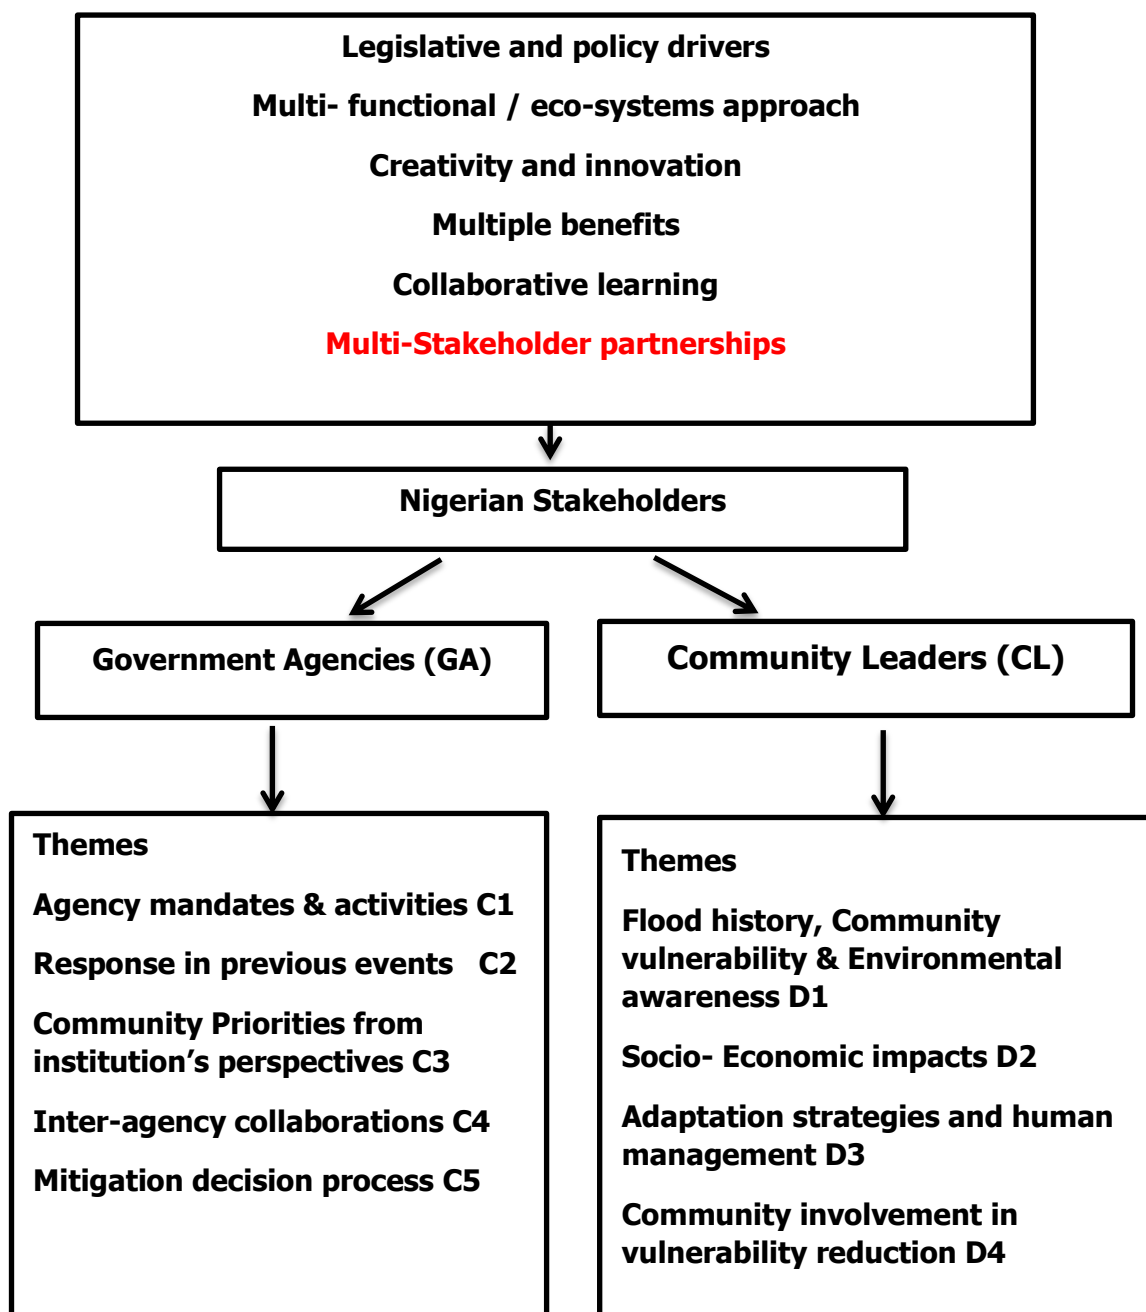 Legislative and policy drivers
Multi- functional / eco-systems approach
Creativity and innovation
Multiple benefits
Collaborative learning
Multi-Stakeholder partnerships
Nigerian Stakeholders
Government Agencies (GA)
Community Leaders (CL)
Themes
Agency mandates & activities C1
Response in previous events   C2
Community Priorities from
institution’s perspectives C3
Inter-agency collaborations C4
Mitigation decision process C5
Themes
Flood history, Community
vulnerability & Environmental
awareness D1
Socio- Economic impacts D2
Adaptation strategies and human
management D3
Community involvement in
vulnerability reduction D4